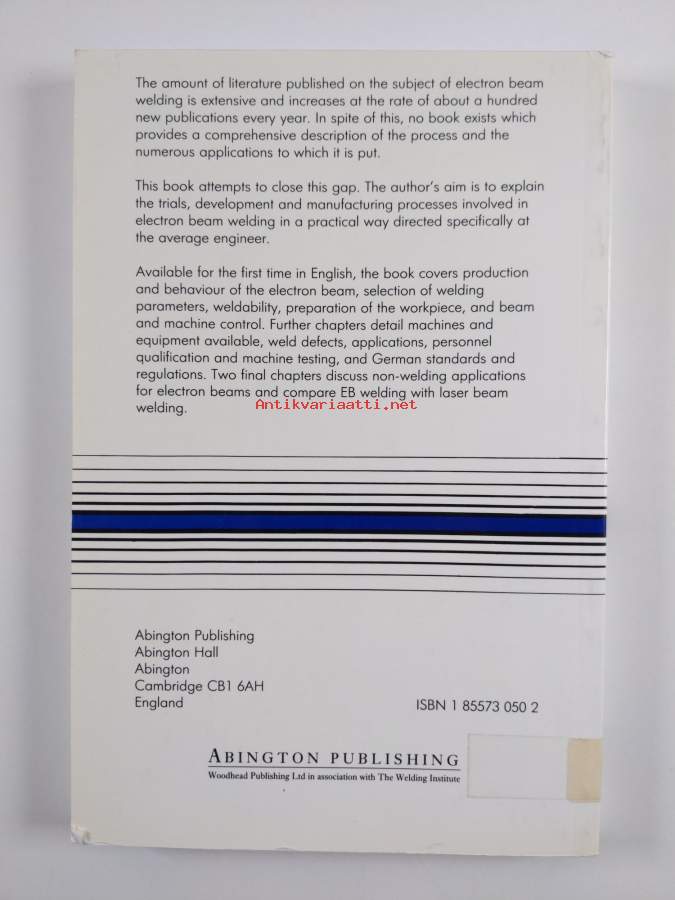 The amount of literature published on the subject of electron beam
welding is extensive and increases at the rate of about a hundred
new publications every year. In spite of this, no book exists which
provides a comprehensive description of the process and the
numerous applications to which it is put.
This book attempts to close this gap. The author's aim is to explain
the trials, development and manufacturing processes involved in
electron beam welding in a practical way directed specifically at
the average engineer.
Available for the first time in English, the book covers production
and behaviour of the electron beam, selection of welding
parameters, weldability, preparation of the workpiece, and beam
and machine control. Further chapters detail machines and
equipment available, weld defects, applications, personnel
qualification and machine testing, and German standards and
regulations. Two final chapters discuss non-welding applications
for electron beams and compare EB welding with laser beam
welding.
Antikvariaatti.net
Abington Publishing
Abington Hall
Abington
Cambridge CB1 6AH
England
ISBN 1 85573 050 2
ABINGTON PUBLISHING
Woodhead Publishing Ltd in association with The Welding Institute